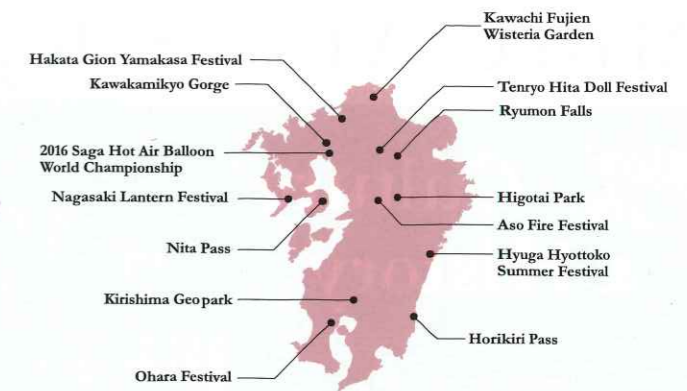 Kawachi Fujien
Wisteria Garden
Hakata Gion Yamakasa Festival
Kawakamikyo Gorge
Tenryo Hita Doll Festival
Ryumon Falls
2016 Saga Hot Air Balloon
World Championship
Nagasaki Lantern Festival
Higotai Park
Aso Fire Festival
Nita Pass
Hyuga Hyottoko
Summer Festival
Kirishima Geopark
Horikiri Pass
Ohara Festival